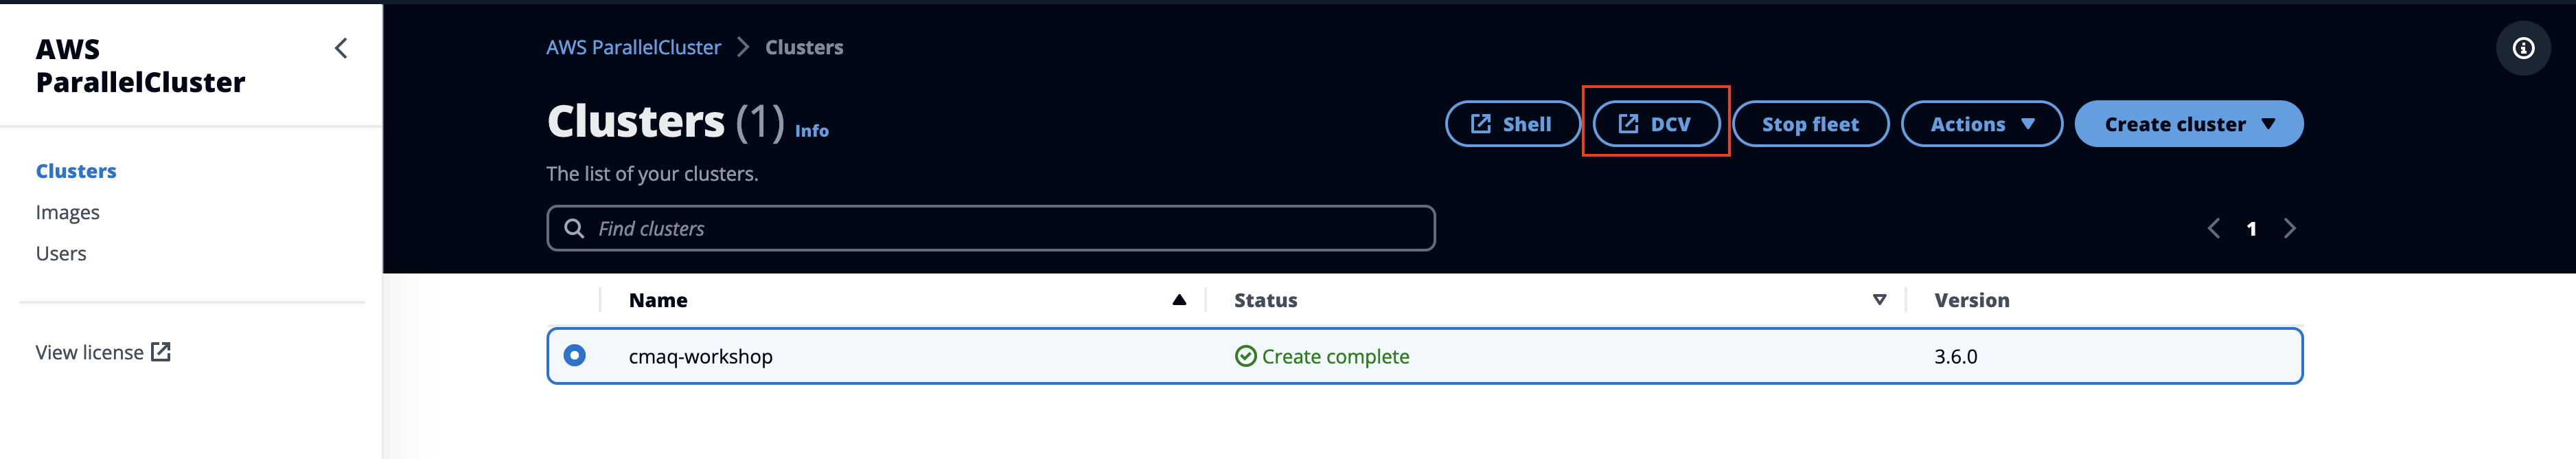 AWS
ParallelCluster
Clusters
Images
Users
View license
AWS ParallelCluster Clusters
Clusters (1) Info
Shell DCV Stop fleet Actions Create cluster
The list of your clusters.
Find clusters
1
Name Status Version
cmaq-workshop Create complete 3.6.0